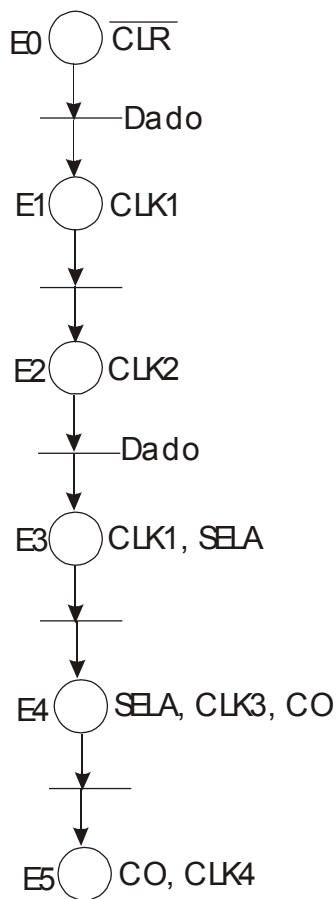 E0 CLR
Dado
E1 CLK1
E2 CLK2
Dado
E3 CLK1, SELA
E4 SELA, CLK3, CO
E5 CO, CLK4